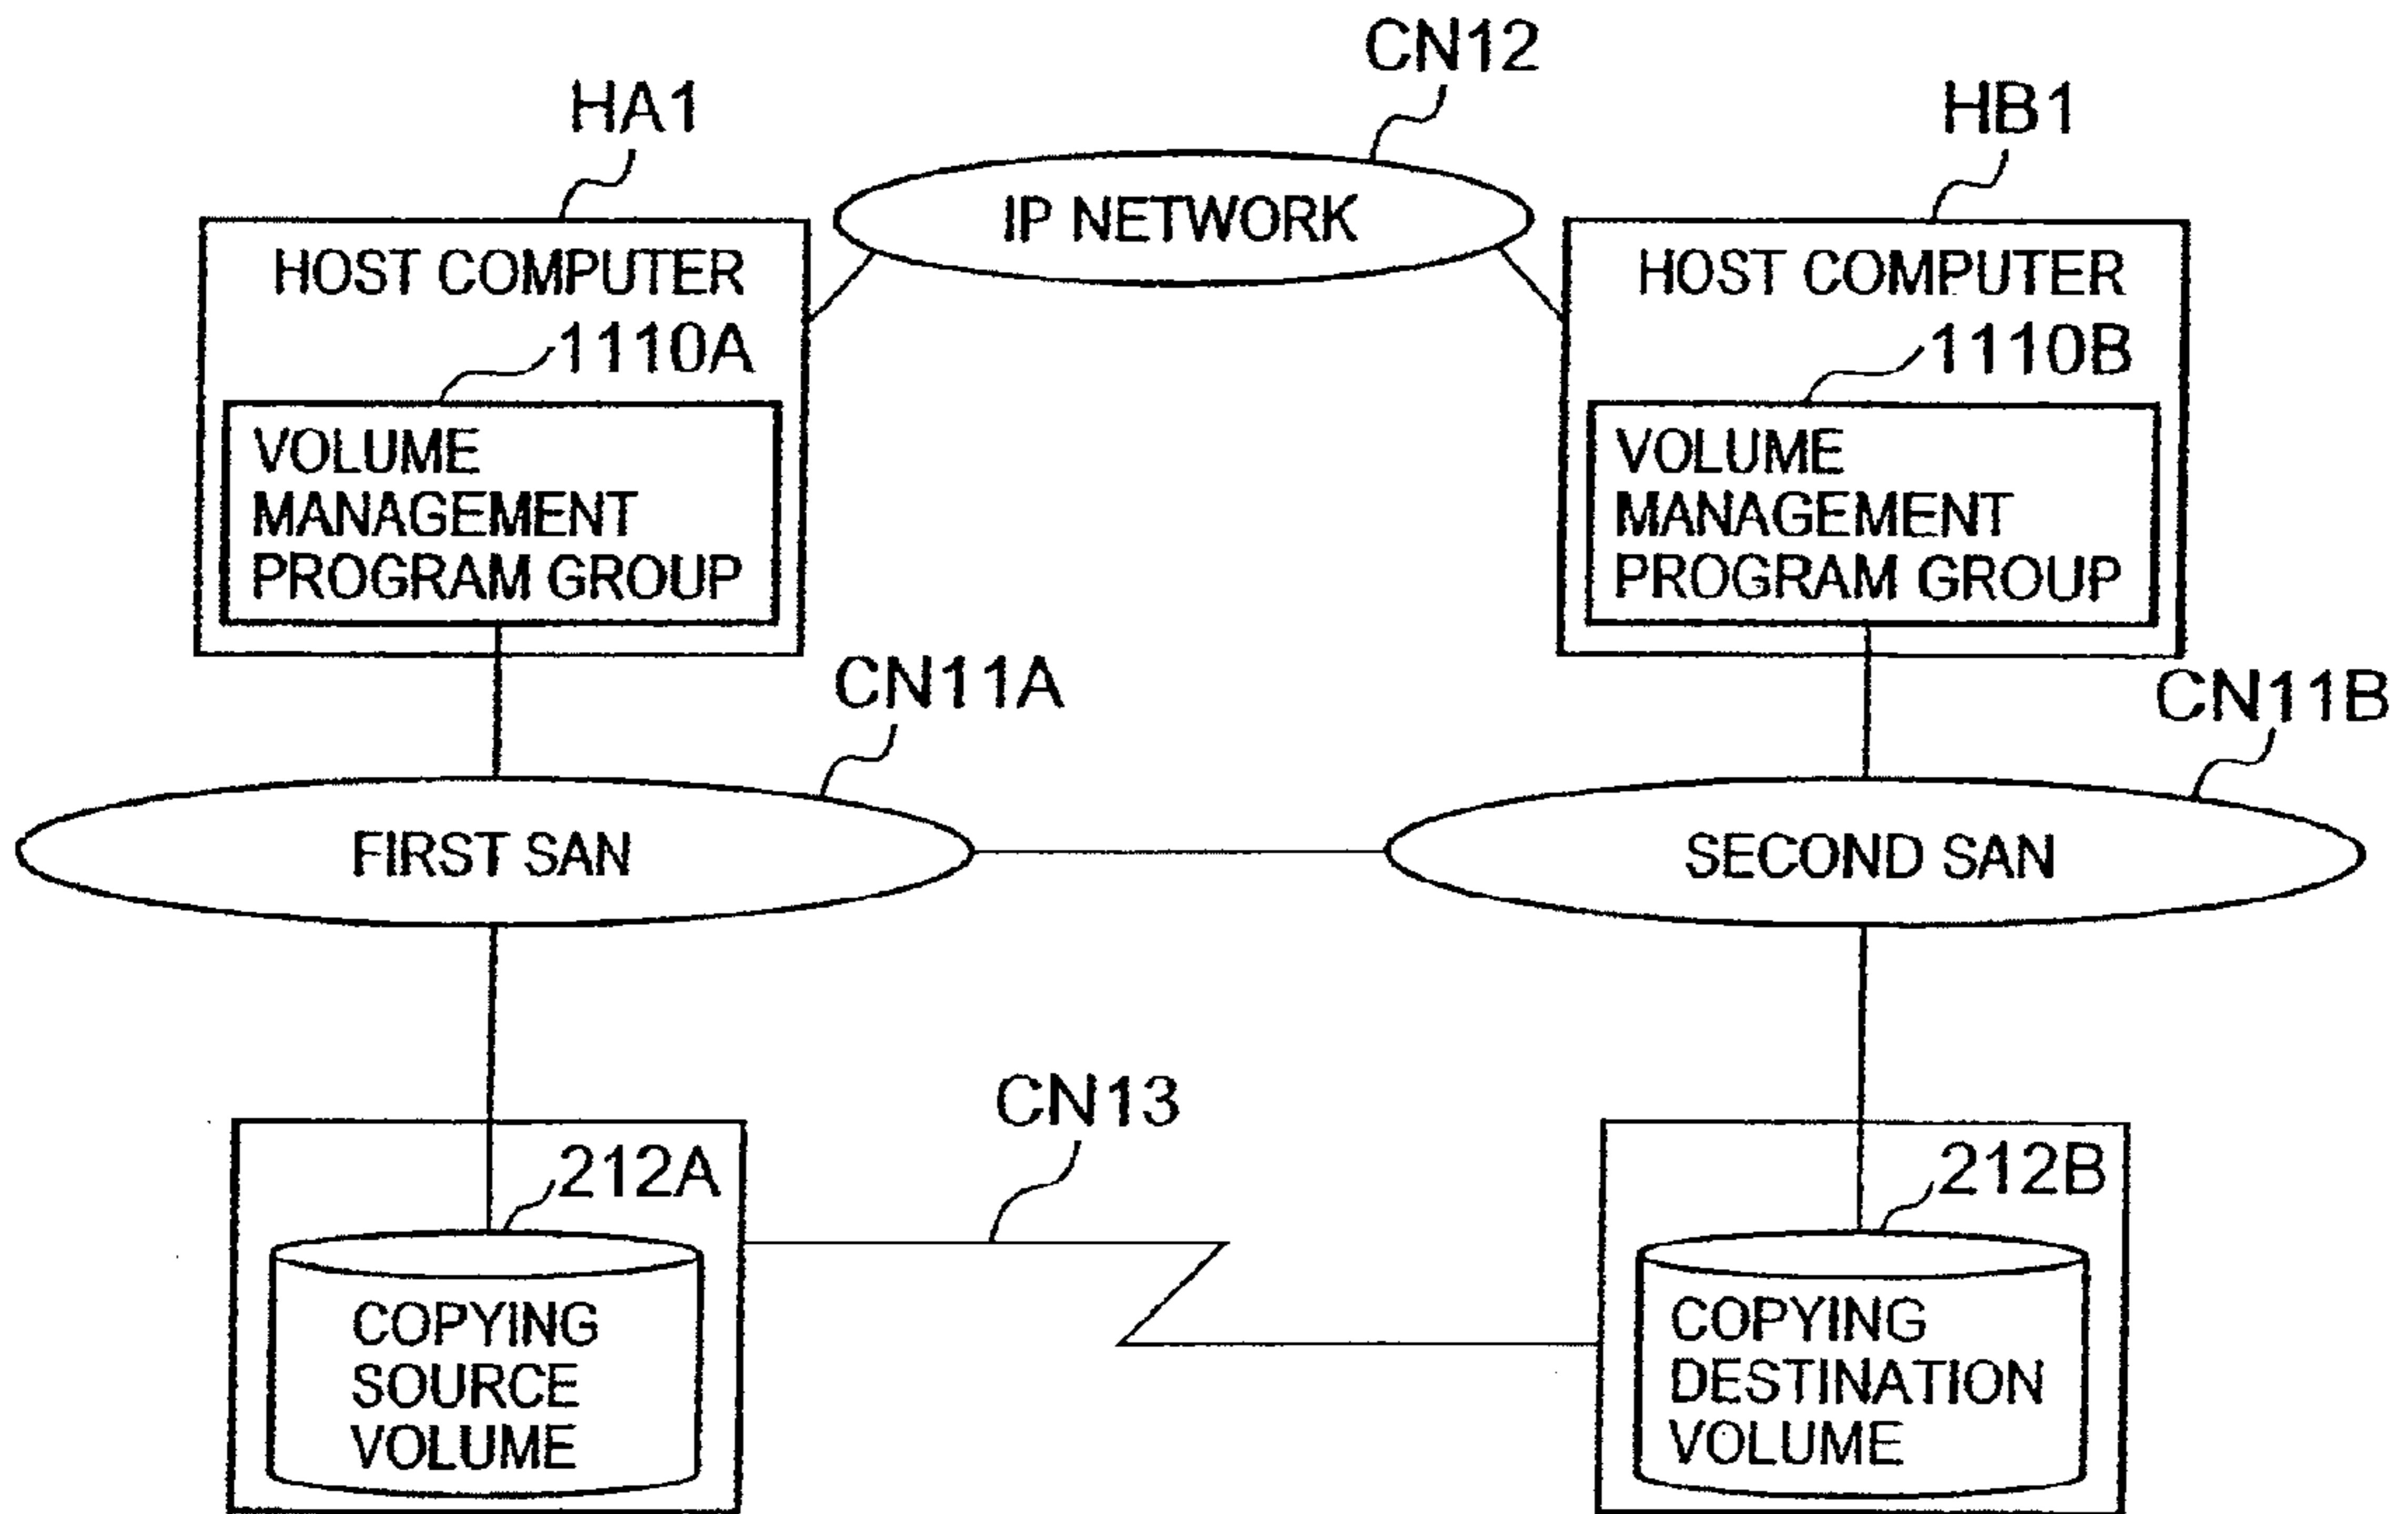 CN12
HA1
HB1
IP NETWORK
HOST COMPUTER
HOST COMPUTER
1110A
1110B
VOLUME
MANAGEMENT
PROGRAM GROUP
VOLUME
MANAGEMENT
PROGRAM GROUP
CN11A
CN11B
FIRST SAN
SECOND SAN
CN13
212A
212B
COPYING
SOURCE
VOLUME
COPYING
DESTINATION
VOLUME